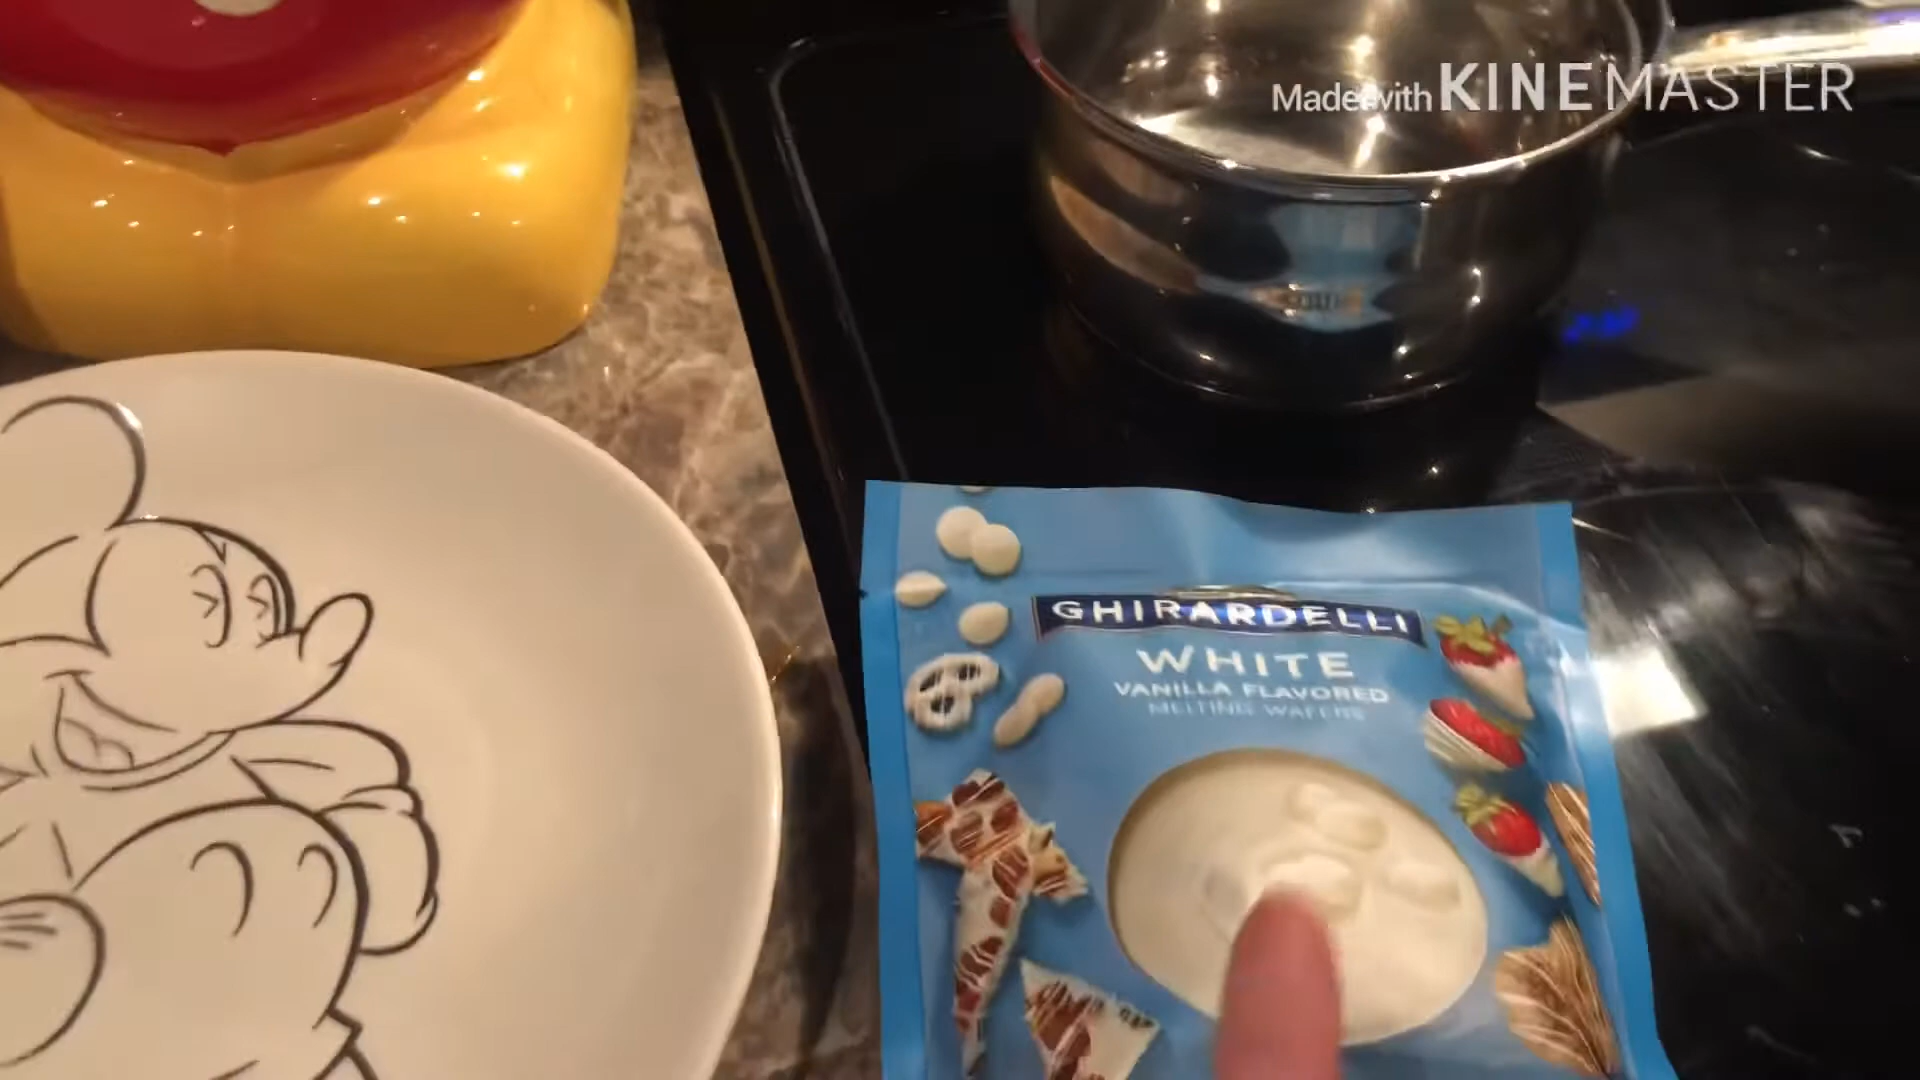 Made with KINEMASTER
GHIRARDELLI
WHITE
VANILLA FLAVORED
MELTING WAFERS